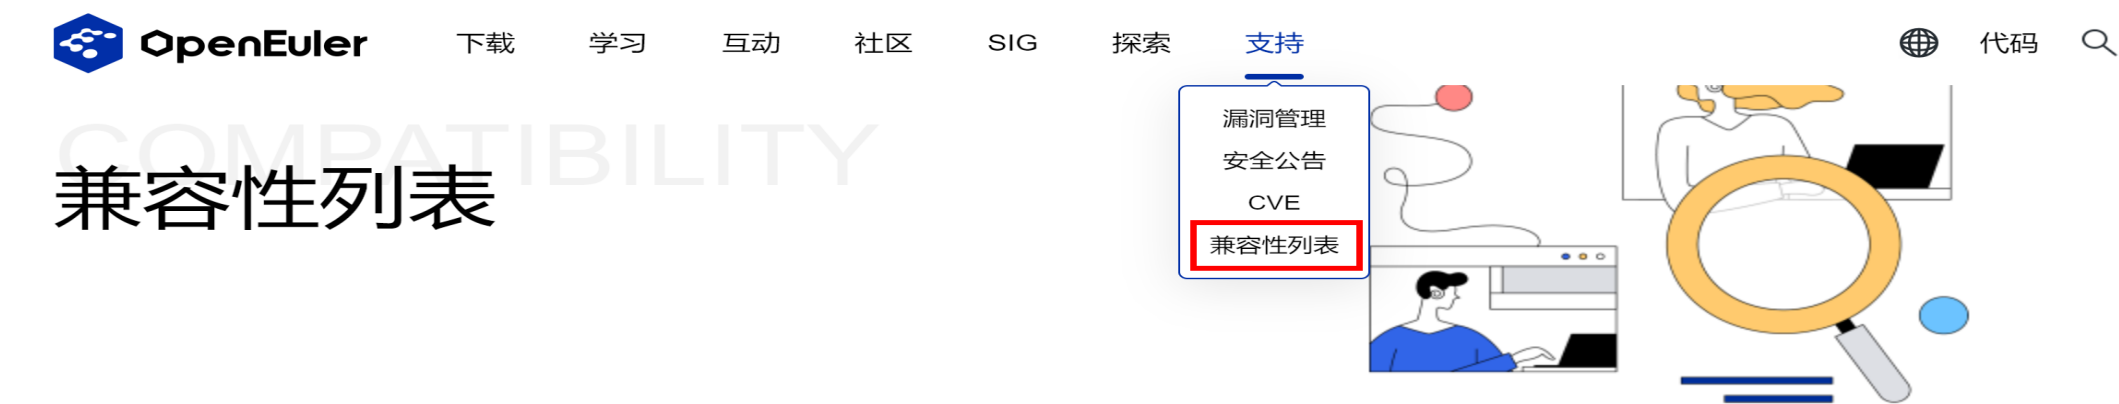 OpenEuler 下载 学习 互动 社区 SIG 探索 支持 代码
COMPATIBILITY
兼容性列表
漏洞管理
安全公告
CVE
兼容性列表